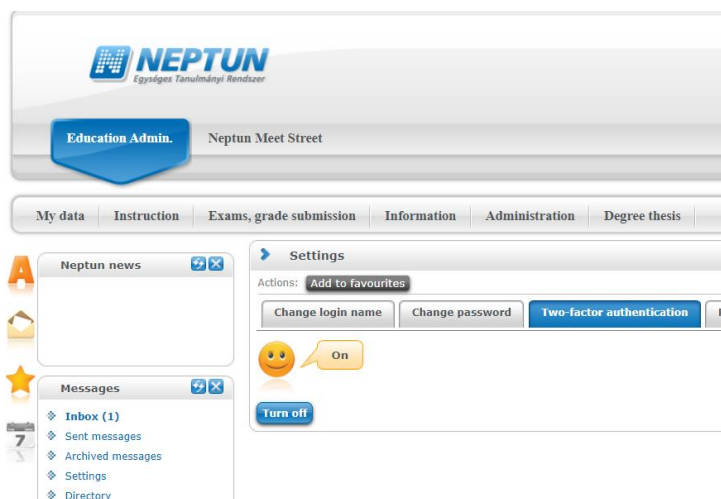 NEPTUN
Egységes Tanulmányi Rendszer
Education Admin.
Neptun Meet Street
My data
Instruction
Exams, grade submission
Information
Administration
Degree thesis
Neptun news
Messages
Inbox (1)
Sent messages
Archived messages
Settings
Directory
7
Settings
Actions: Add to favourites
Change login name
Change password
Two-factor authentication
On
Turn off